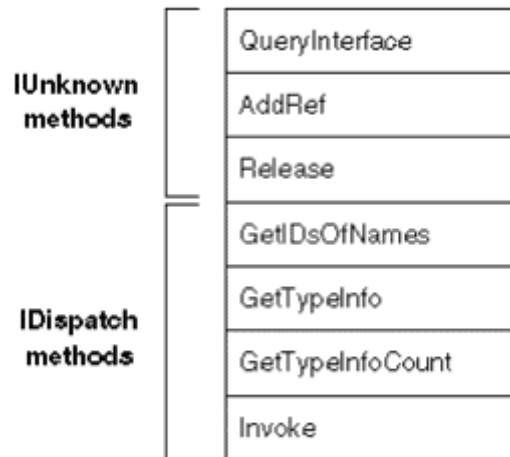 IUnknown
methods
QueryInterface
AddRef
Release
IDispatch
methods
GetIDsOfNames
GetTypeInfo
GetTypeInfoCount
Invoke